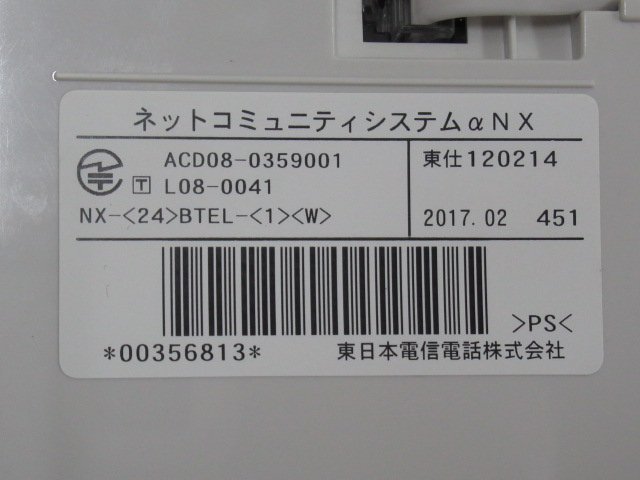 ネットコミュニティシステムαNX
ACD08-0359001
T L08-0041
NX-<24>BTEL-<1><W>
東仕120214
2017.02 451
*00356813*
>PS<
東日本電信電話株式会社